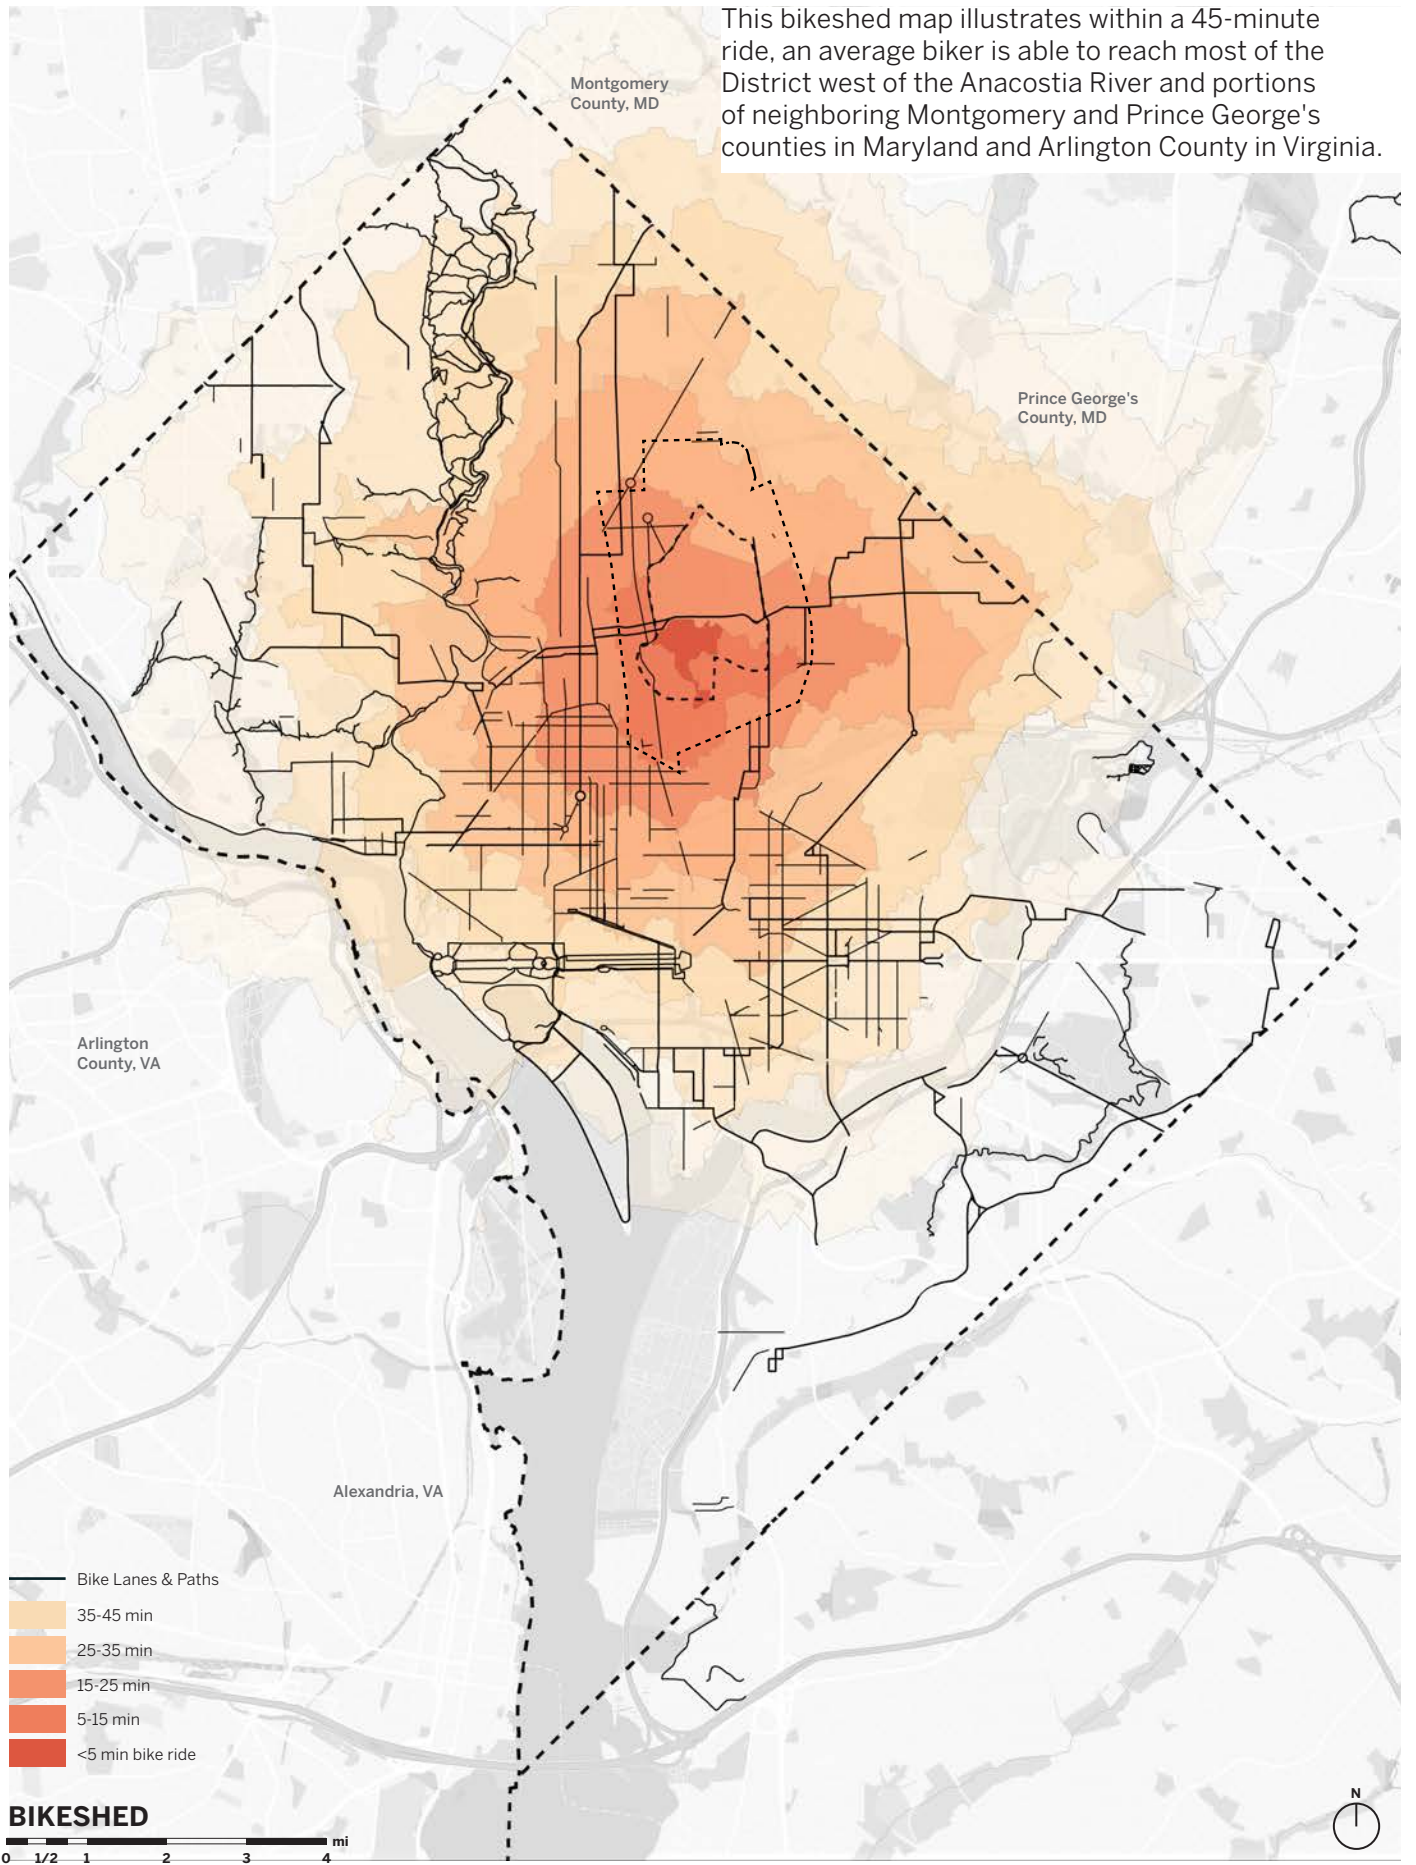 This bikeshed map illustrates within a 45-minute
ride, an average biker is able to reach most of the
District west of the Anacostia River and portions
of neighboring Montgomery and Prince George's
counties in Maryland and Arlington County in Virginia.
Montgomery
County, MD
Prince George's
County, MD
Arlington
County, VA
Alexandria, VA
Bike Lanes & Paths
35-45 min
25-35 min
15-25 min
5-15 min
<5 min bike ride
BIKESHED
mi
0 1/2 1 2 3 4
N